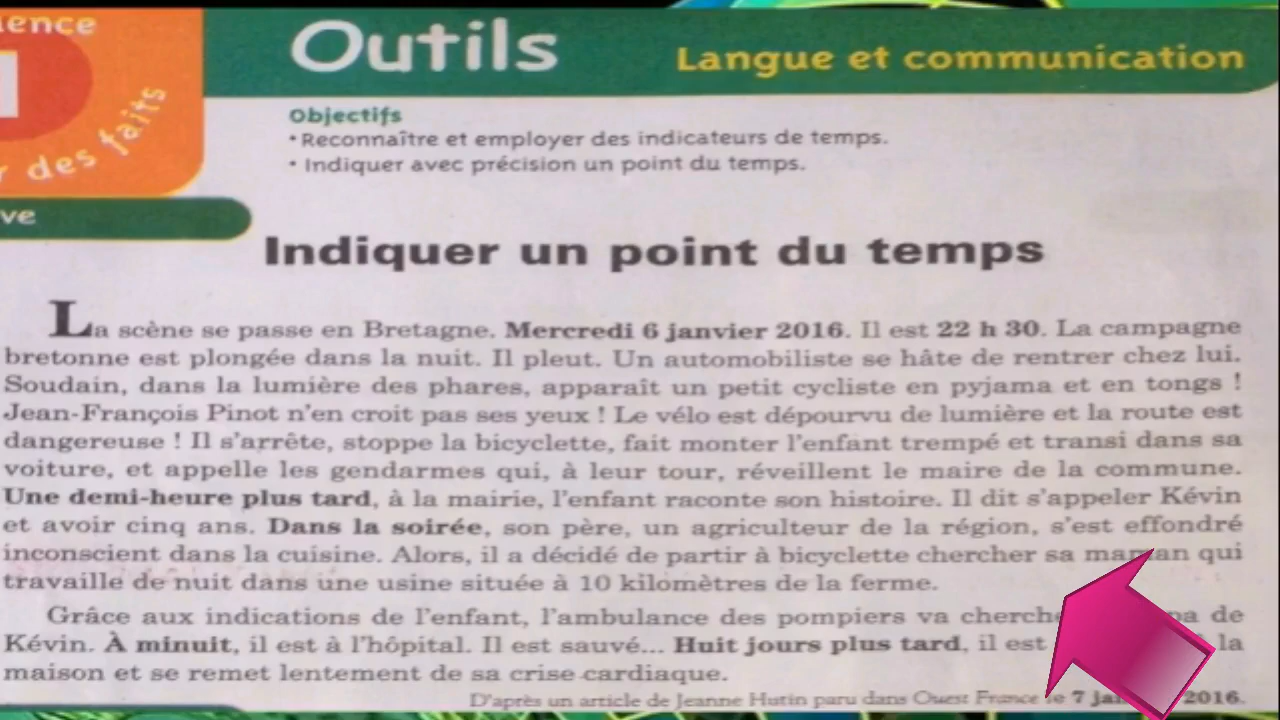 ence
Outils
Langue et communication
des faits
ve
Objectifs
• Reconnaître et employer des indicateurs de temps.
• Indiquer avec précision un point du temps.
Indiquer un point du temps
La scène se passe en Bretagne. Mercredi 6 janvier 2016. Il est 22 h 30. La campagne
bretonne est plongée dans la nuit. Il pleut. Un automobiliste se hâte de rentrer chez lui.
Soudain, dans la lumière des phares, apparaît un petit cycliste en pyjama et en tongs !
Jean-François Pinot n'en croit pas ses yeux ! Le vélo est dépourvu de lumière et la route est
dangereuse ! Il s'arrête, stoppe la bicyclette, fait monter l'enfant trempé et transi dans sa
voiture, et appelle les gendarmes qui, à leur tour, réveillent le maire de la commune.
Une demi-heure plus tard, à la mairie, l'enfant raconte son histoire. Il dit s'appeler Kévin
et avoir cinq ans. Dans la soirée, son père, un agriculteur de la région, s'est effondré
inconscient dans la cuisine. Alors, il a décidé de partir à bicyclette chercher sa maman qui
travaille de nuit dans une usine située à 10 kilomètres de la ferme.
Grâce aux indications de l'enfant, l'ambulance des pompiers va cherche pa de
Kévin. À minuit, il est à l'hôpital. Il est sauvé... Huit jours plus tard, il est la
maison et se remet lentement de sa crise cardiaque.
D'après un article de Jeanne Hutin paru dans Ouest France le 7 2016.